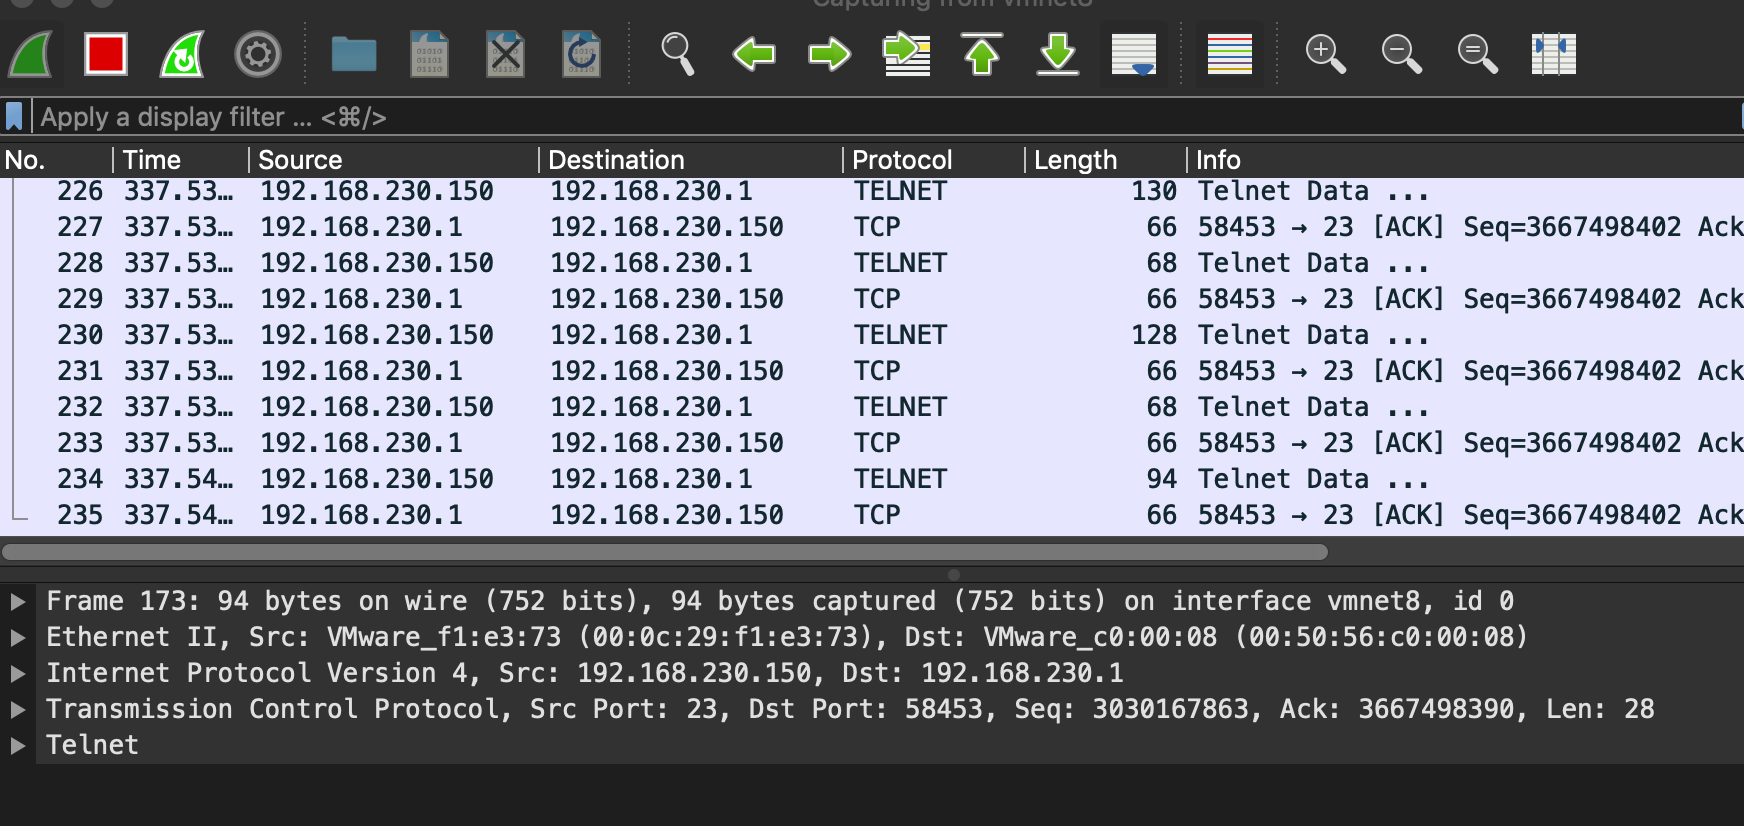 Capturing from vmnet8
Apply a display filter ... <⌘/>
No. Time Source Destination Protocol Length Info
226 337.53… 192.168.230.150 192.168.230.1 TELNET 130 Telnet Data ...
227 337.53… 192.168.230.1 192.168.230.150 TCP 66 58453 → 23 [ACK] Seq=3667498402 Ack
228 337.53… 192.168.230.150 192.168.230.1 TELNET 68 Telnet Data ...
229 337.53… 192.168.230.1 192.168.230.150 TCP 66 58453 → 23 [ACK] Seq=3667498402 Ack
230 337.53… 192.168.230.150 192.168.230.1 TELNET 128 Telnet Data ...
231 337.53… 192.168.230.1 192.168.230.150 TCP 66 58453 → 23 [ACK] Seq=3667498402 Ack
232 337.53… 192.168.230.150 192.168.230.1 TELNET 68 Telnet Data ...
233 337.53… 192.168.230.1 192.168.230.150 TCP 66 58453 → 23 [ACK] Seq=3667498402 Ack
234 337.54… 192.168.230.150 192.168.230.1 TELNET 94 Telnet Data ...
235 337.54… 192.168.230.1 192.168.230.150 TCP 66 58453 → 23 [ACK] Seq=3667498402 Ack
Frame 173: 94 bytes on wire (752 bits), 94 bytes captured (752 bits) on interface vmnet8, id 0
Ethernet II, Src: VMware_f1:e3:73 (00:0c:29:f1:e3:73), Dst: VMware_c0:00:08 (00:50:56:c0:00:08)
Internet Protocol Version 4, Src: 192.168.230.150, Dst: 192.168.230.1
Transmission Control Protocol, Src Port: 23, Dst Port: 58453, Seq: 3030167863, Ack: 3667498390, Len: 28
Telnet